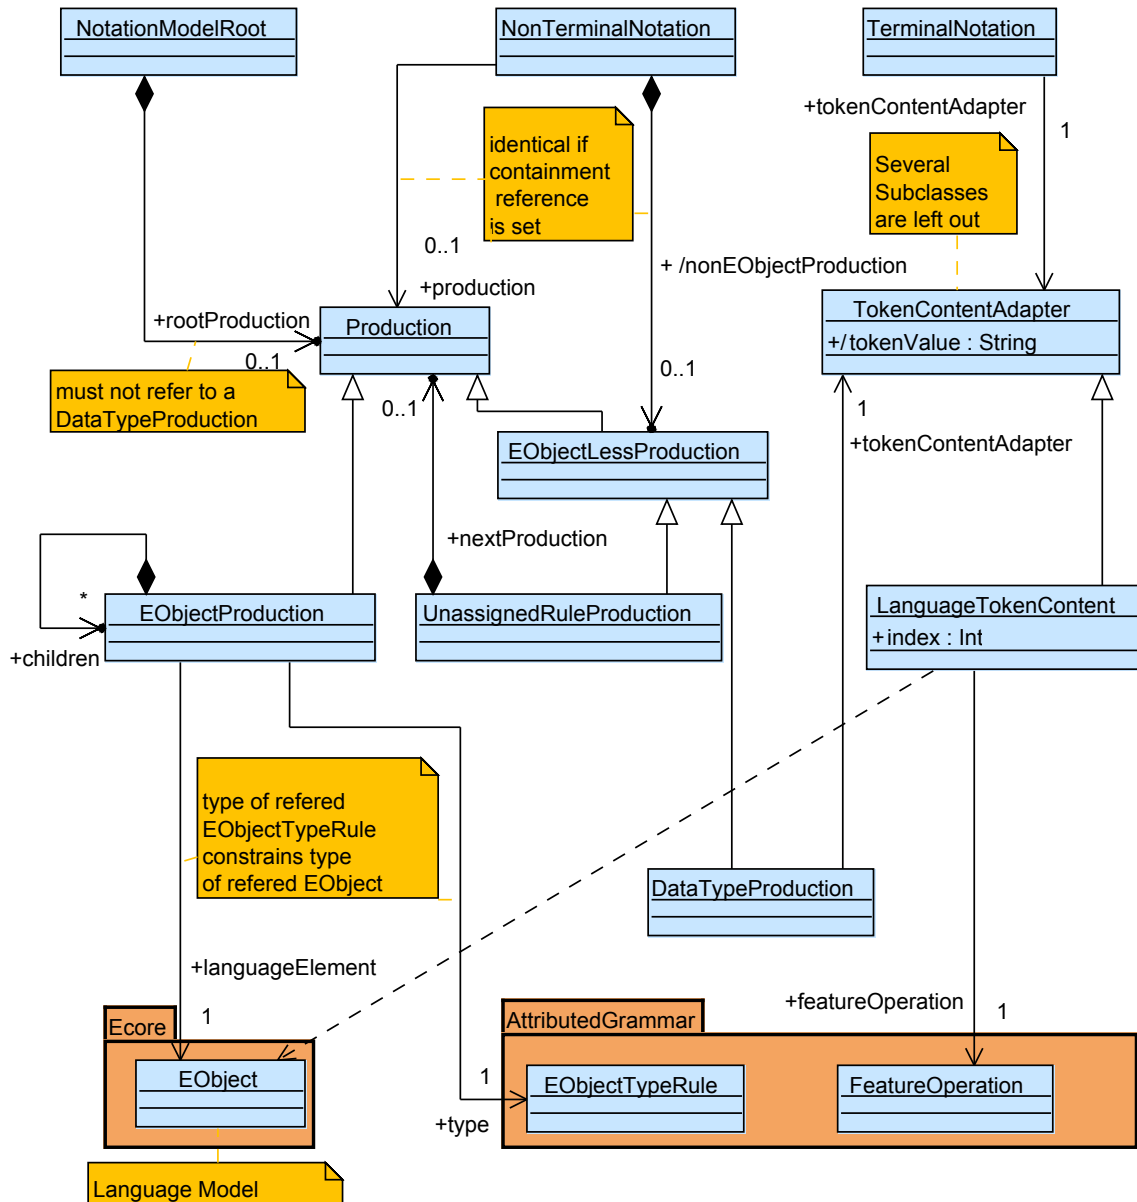 NotationModelRoot
NonTerminalNotation
TerminalNotation
+tokenContentAdapter
1
identical if
containment
reference
is set
Several
Subclasses
are left out
0..1
+ /nonEObjectProduction
+production
+rootProduction
Production
TokenContentAdapter
+/tokenValue : String
0..1
0..1
must not refer to a
DataTypeProduction
0..1
1
+tokenContentAdapter
EObjectLessProduction
+nextProduction
*
EObjectProduction
UnassignedRuleProduction
LanguageTokenContent
+index : Int
+children
type of refered
EObjectTypeRule
constrains type
of refered EObject
DataTypeProduction
+languageElement
+featureOperation
1
1
Ecore
AttributedGrammar
EObject
1
EObjectTypeRule
FeatureOperation
+type
Language Model